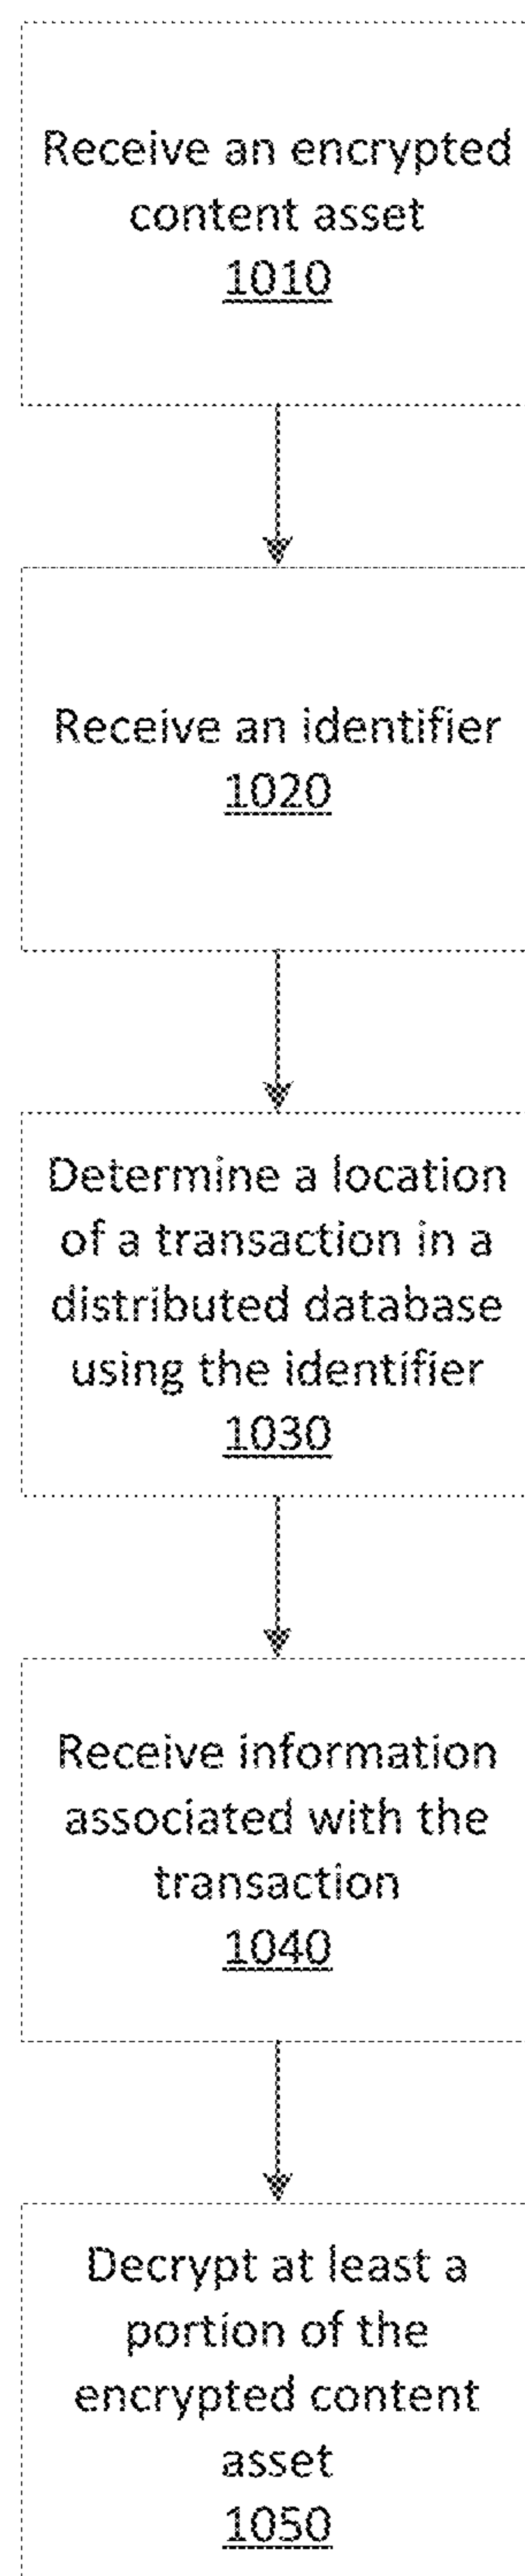 Receive an encrypted
content asset
1010
Receive an identifier
1020
Determine a location
of a transaction in a
distributed database
using the identifier
1030
Receive information
associated with the
transaction
1040
Decrypt at least a
portion of the
encrypted content
asset
1050